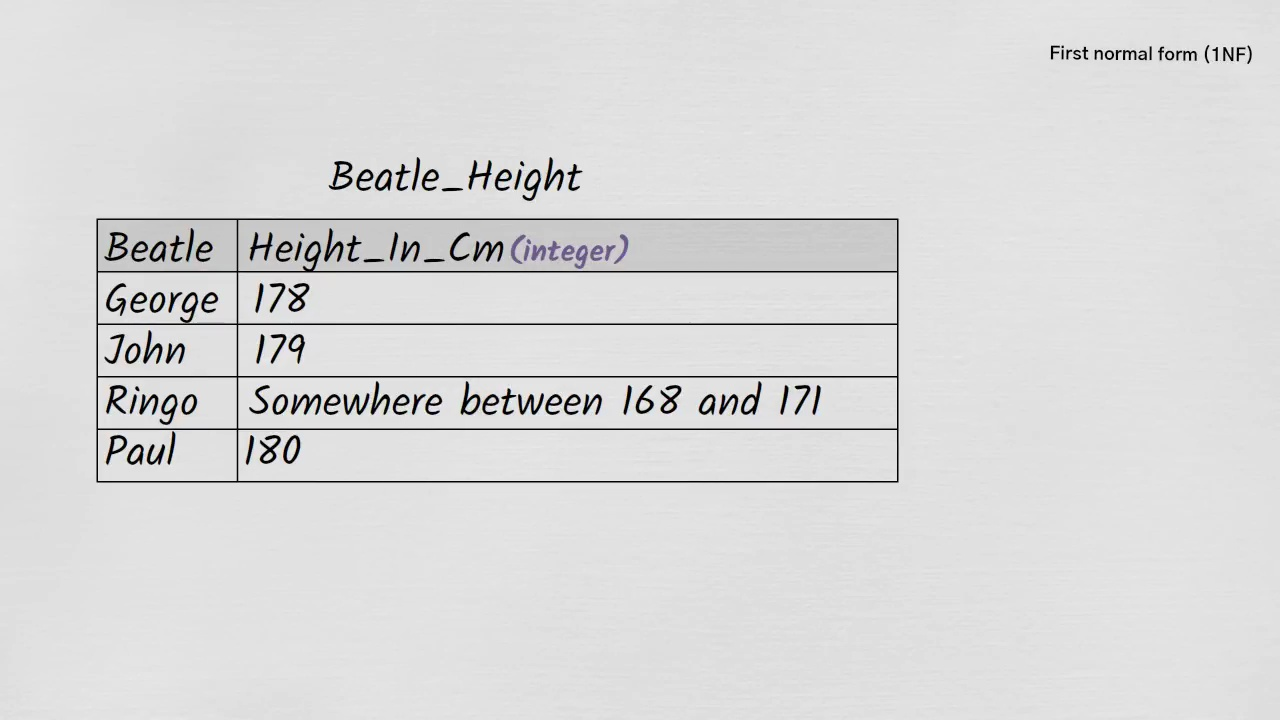 First normal form (1NF)
Beatle_Height
Beatle Height_In_Cm (integer)
George 178
John 179
Ringo Somewhere between 168 and 171
Paul 180